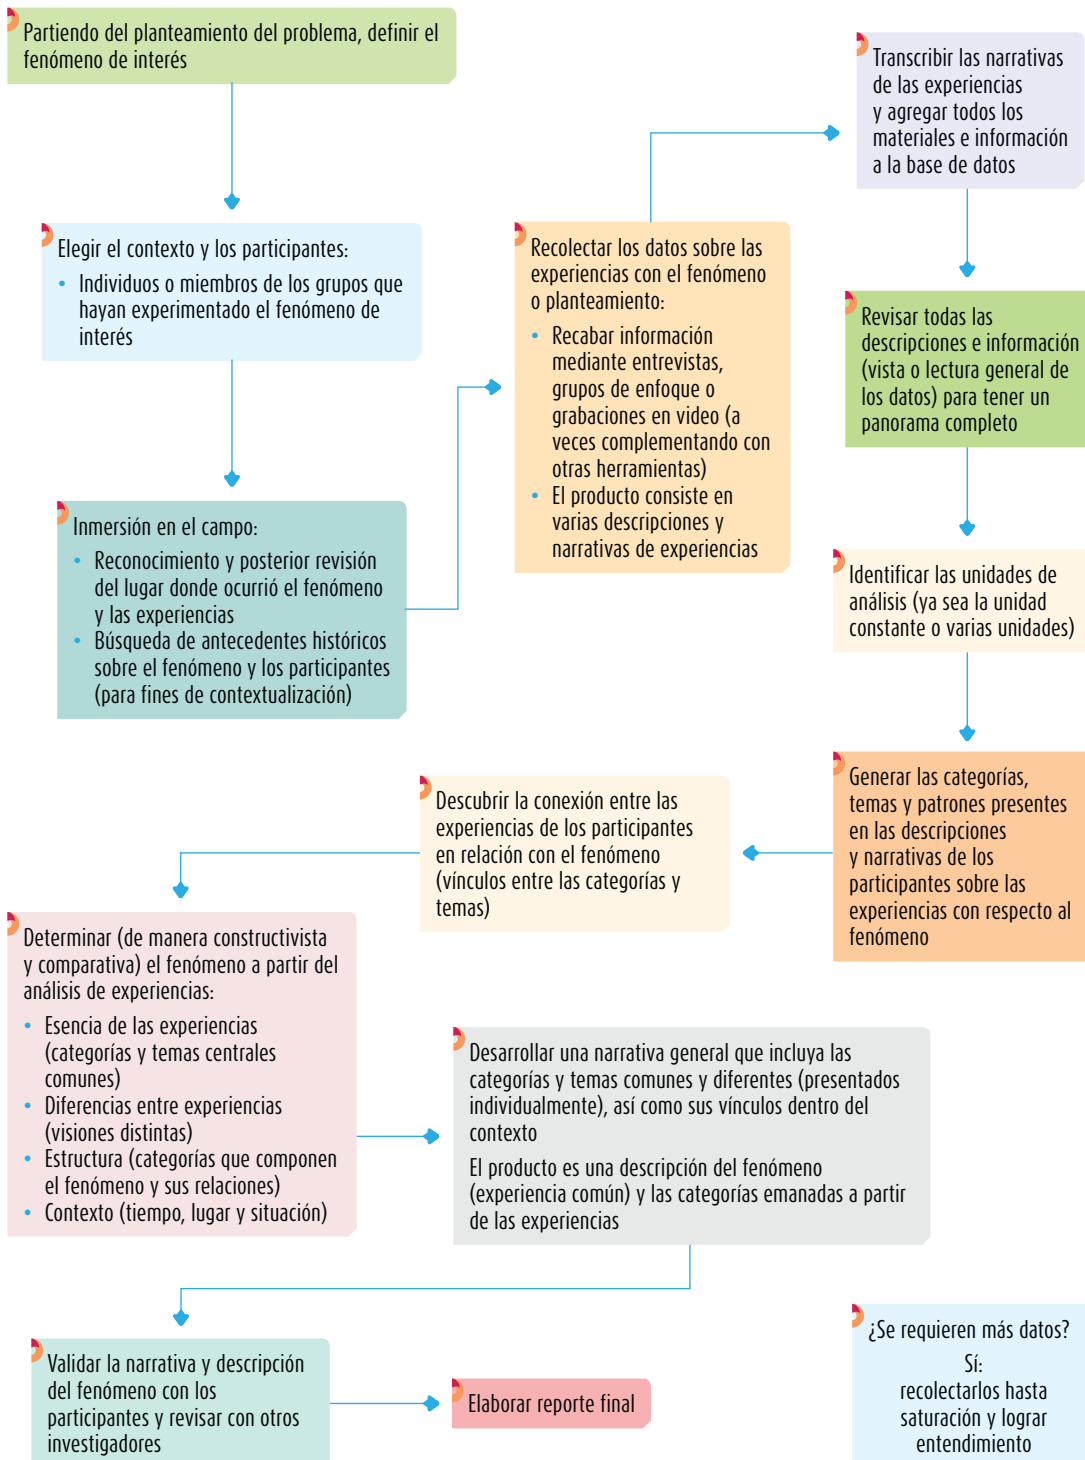 Partiendo del planteamiento del problema, definir el
fenómeno de interés
Elegir el contexto y los participantes:
• Individuos o miembros de los grupos que
hayan experimentado el fenómeno de
interés
Inmersión en el campo:
• Reconocimiento y posterior revisión
del lugar donde ocurrió el fenómeno
y las experiencias
• Búsqueda de antecedentes históricos
sobre el fenómeno y los participantes
(para fines de contextualización)
Recolectar los datos sobre las
experiencias con el fenómeno
o planteamiento:
• Recabar información
mediante entrevistas,
grupos de enfoque o
grabaciones en video (a
veces complementando con
otras herramientas)
• El producto consiste en
varias descripciones y
narrativas de experiencias
Transcribir las narrativas
de las experiencias
y agregar todos los
materiales e información
a la base de datos
Revisar todas las
descripciones e información
(vista o lectura general de
los datos) para tener un
panorama completo
Identificar las unidades de
análisis (ya sea la unidad
constante o varias unidades)
Generar las categorías,
temas y patrones presentes
en las descripciones
y narrativas de los
participantes sobre las
experiencias con respecto al
fenómeno
Descubrir la conexión entre las
experiencias de los participantes
en relación con el fenómeno
(vínculos entre las categorías y
temas)
Determinar (de manera constructivista
y comparativa) el fenómeno a partir del
análisis de experiencias:
• Esencia de las experiencias
(categorías y temas centrales
comunes)
• Diferencias entre experiencias
(visiones distintas)
• Estructura (categorías que componen
el fenómeno y sus relaciones)
• Contexto (tiempo, lugar y situación)
Desarrollar una narrativa general que incluya las
categorías y temas comunes y diferentes (presentados
individualmente), así como sus vínculos dentro del
contexto
El producto es una descripción del fenómeno
(experiencia común) y las categorías emanadas a partir
de las experiencias
Validar la narrativa y descripción
del fenómeno con los
participantes y revisar con otros
investigadores
Elaborar reporte final
¿Se requieren más datos?
Sí:
recolectarlos hasta
saturación y lograr
entendimiento